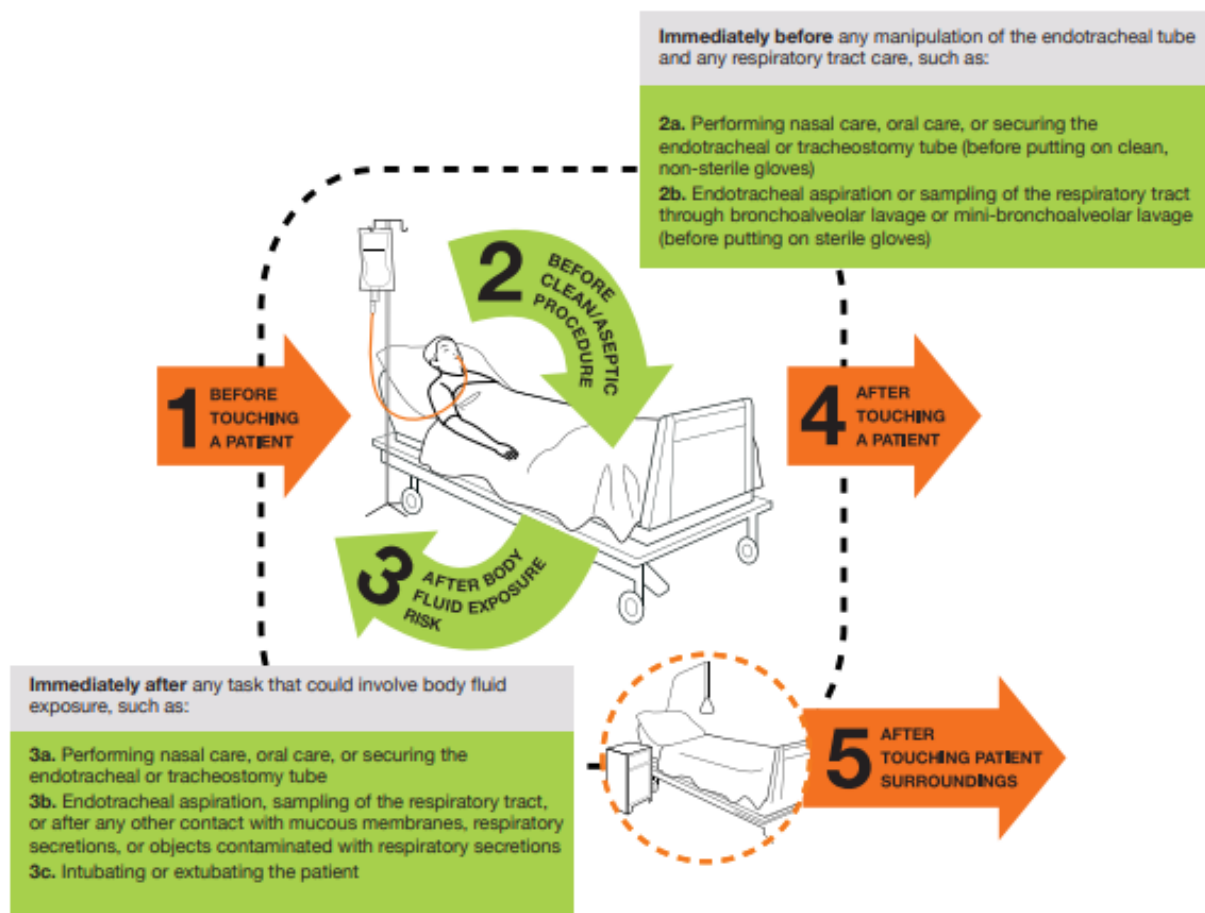 Immediately before any manipulation of the endotracheal tube
and any respiratory tract care, such as:
2a. Performing nasal care, oral care, or securing the
endotracheal or tracheostomy tube (before putting on clean,
non-sterile gloves)
2b. Endotracheal aspiration or sampling of the respiratory tract
through bronchoalveolar lavage or mini-bronchoalveolar lavage
(before putting on sterile gloves)
1
BEFORE
TOUCHING
A PATIENT
2
BEFORE
CLEAN/ASEPTIC
PROCEDURE
3
AFTER BODY
FLUID EXPOSURE
RISK
4
AFTER
TOUCHING
A PATIENT
Immediately after any task that could involve body fluid
exposure, such as:
3a. Performing nasal care, oral care, or securing the
endotracheal or tracheostomy tube
3b. Endotracheal aspiration, sampling of the respiratory tract,
or after any other contact with mucous membranes, respiratory
secretions, or objects contaminated with respiratory secretions
3c. Intubating or extubating the patient
5
AFTER
TOUCHING PATIENT
SURROUNDINGS